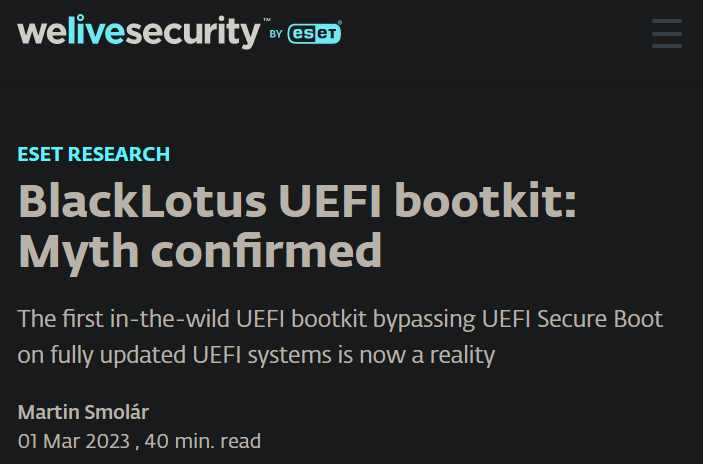 welivesecurity™ BY eseT®
ESET RESEARCH
BlackLotus UEFI bootkit:
Myth confirmed
The first in-the-wild UEFI bootkit bypassing UEFI Secure Boot
on fully updated UEFI systems is now a reality
Martin Smolár
01 Mar 2023 , 40 min. read